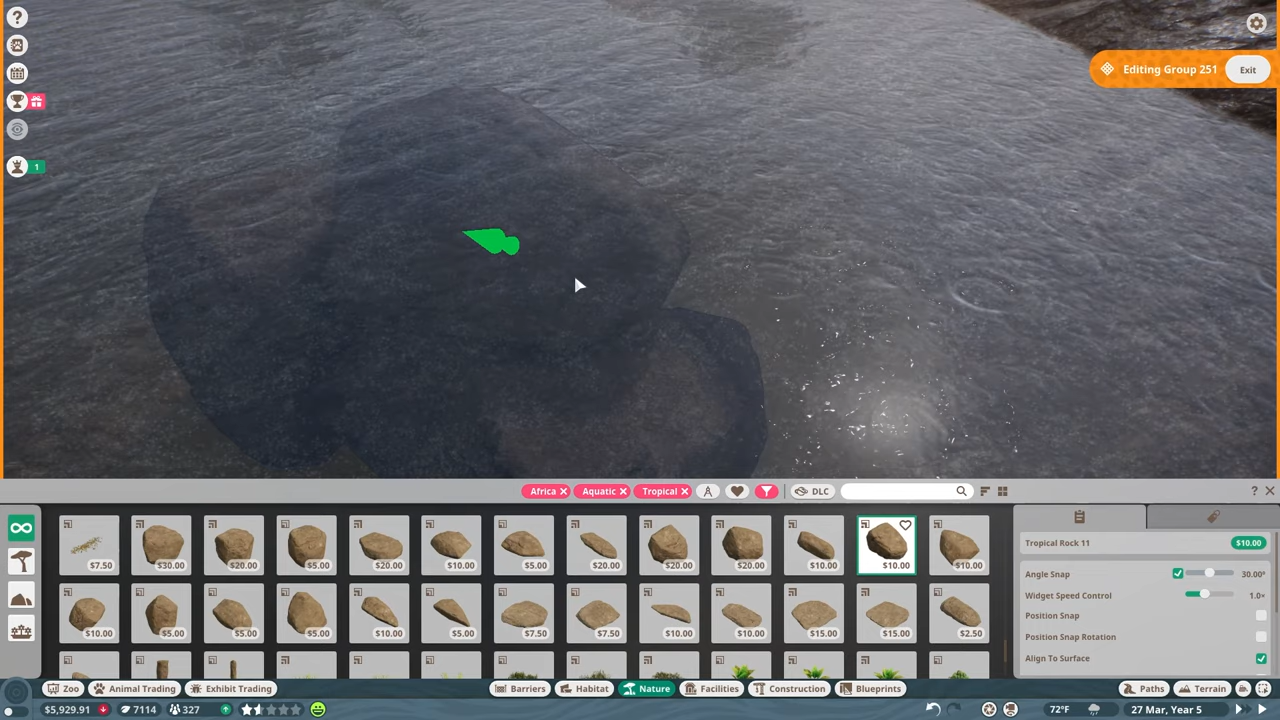 Editing Group 251
Exit
1
Africa
Aquatic
Tropical
DLC
?
$7.50
$30.00
$20.00
$5.00
$20.00
$10.00
$5.00
$20.00
$20.00
$20.00
$10.00
$10.00
$10.00
$10.00
$5.00
$5.00
$5.00
$10.00
$5.00
$7.50
$7.50
$10.00
$10.00
$15.00
$15.00
$2.50
Tropical Rock 11
$10.00
Angle Snap
30.00°
Widget Speed Control
1.0×
Position Snap
Position Snap Rotation
Align To Surface
Zoo
Animal Trading
Exhibit Trading
Barriers
Habitat
Nature
Facilities
Construction
Blueprints
Paths
Terrain
$5,929.91
7114
327
72°F
27 Mar, Year 5